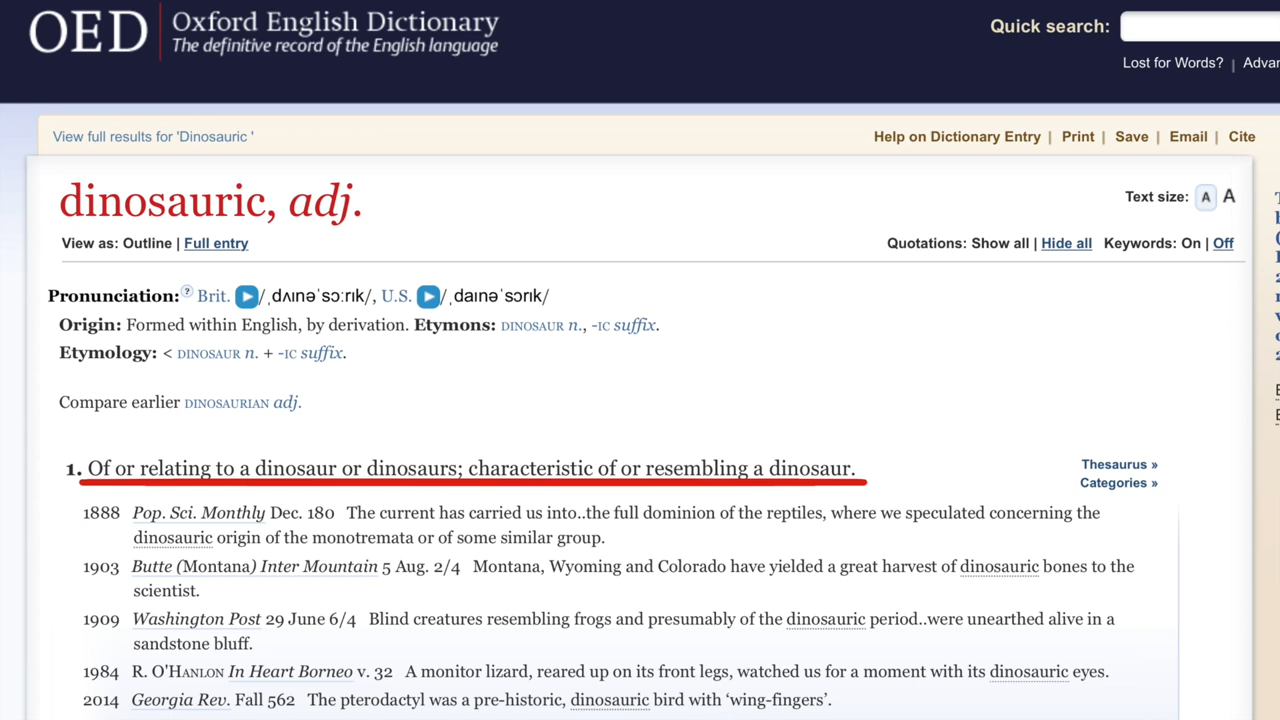 OED Oxford English Dictionary
The definitive record of the English language
Quick search:
Lost for Words? |
View full results for 'Dinosauric '
Help on Dictionary Entry | Print | Save | Email | Cite
dinosauric, adj.
Text size: A A
View as: Outline | Full entry
Quotations: Show all | Hide all Keywords: On | Off
Pronunciation: ? Brit. /ˌdʌɪnəˈsɔːrɪk/, U.S. /ˌdaɪnəˈsɔrɪk/
Origin: Formed within English, by derivation. Etymons: DINOSAUR n., -IC suffix.
Etymology: < DINOSAUR n. + -IC suffix.
Compare earlier DINOSAURIAN adj.
1. Of or relating to a dinosaur or dinosaurs; characteristic of or resembling a dinosaur.
Thesaurus »
Categories »
1888 Pop. Sci. Monthly Dec. 180 The current has carried us into..the full dominion of the reptiles, where we speculated concerning the
dinosauric origin of the monotremata or of some similar group.
1903 Butte (Montana) Inter Mountain 5 Aug. 2/4 Montana, Wyoming and Colorado have yielded a great harvest of dinosauric bones to the
scientist.
1909 Washington Post 29 June 6/4 Blind creatures resembling frogs and presumably of the dinosauric period..were unearthed alive in a
sandstone bluff.
1984 R. O'HANLON In Heart Borneo v. 32 A monitor lizard, reared up on its front legs, watched us for a moment with its dinosauric eyes.
2014 Georgia Rev. Fall 562 The pterodactyl was a pre-historic, dinosauric bird with ‘wing-fingers’.